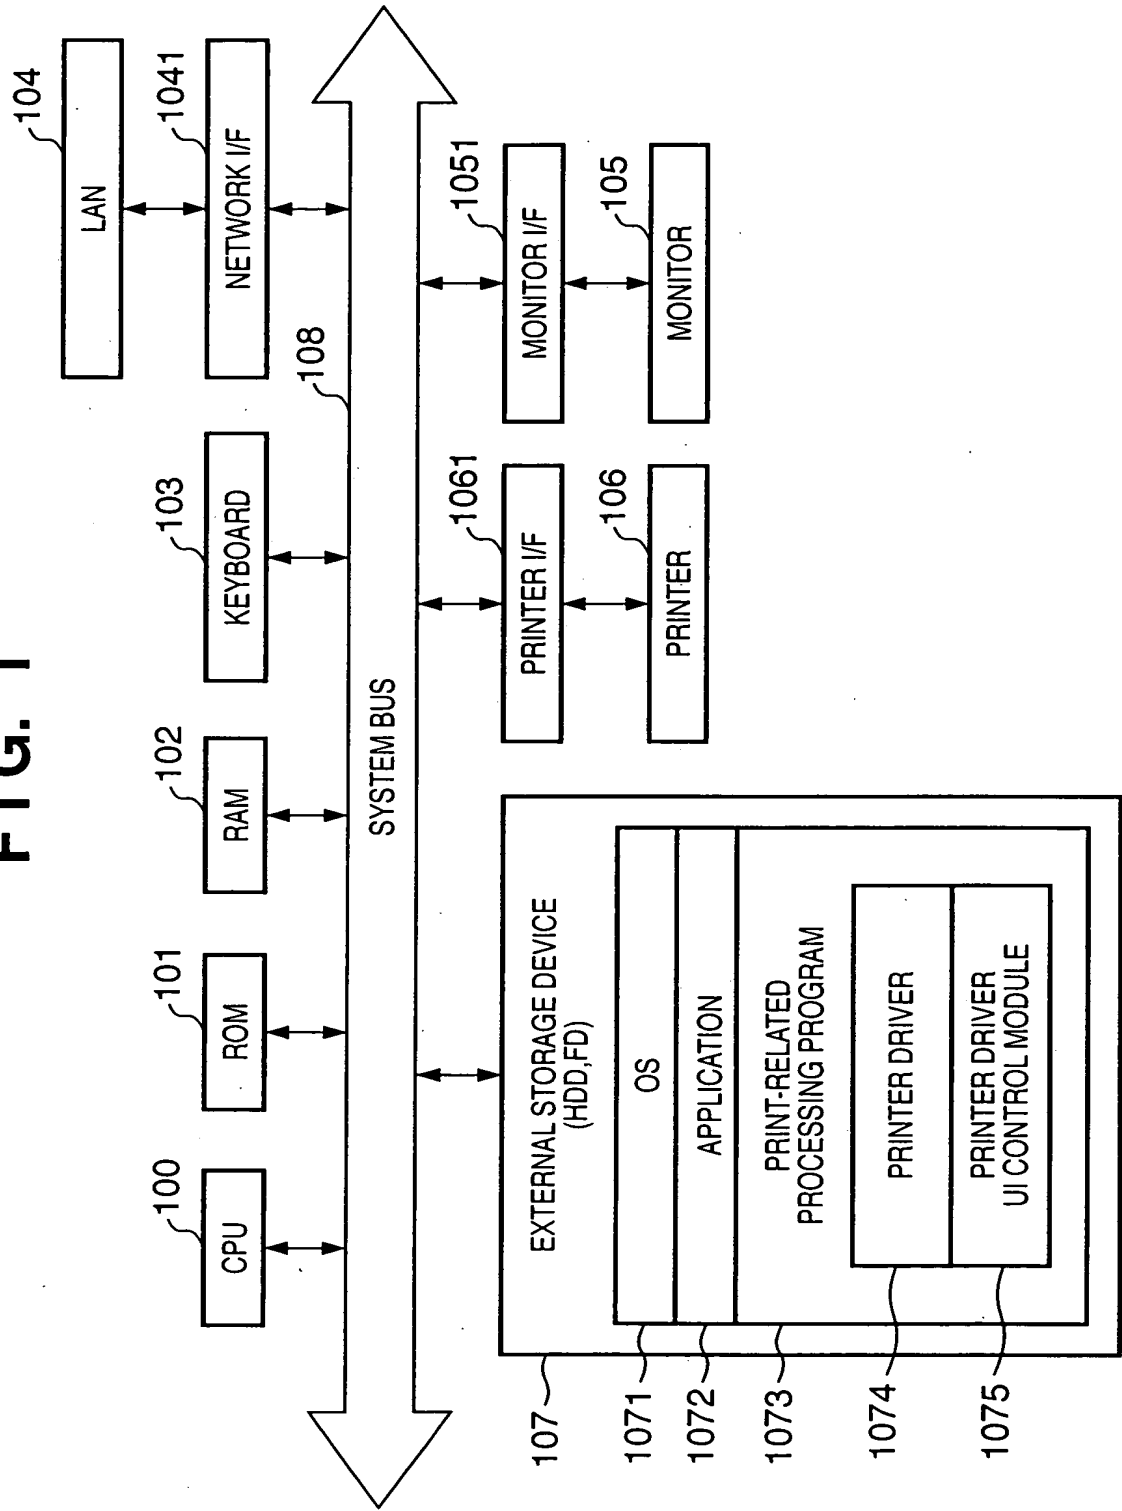 FIG. 1
104
LAN
1041
NETWORK I/F
100
CPU
101
ROM
102
RAM
103
KEYBOARD
108
SYSTEM BUS
107
EXTERNAL STORAGE DEVICE
(HDD,FD)
1071
OS
1072
APPLICATION
1073
PRINT-RELATED
PROCESSING PROGRAM
1074
PRINTER DRIVER
1075
PRINTER DRIVER
UI CONTROL MODULE
1061
PRINTER I/F
106
PRINTER
1051
MONITOR I/F
105
MONITOR